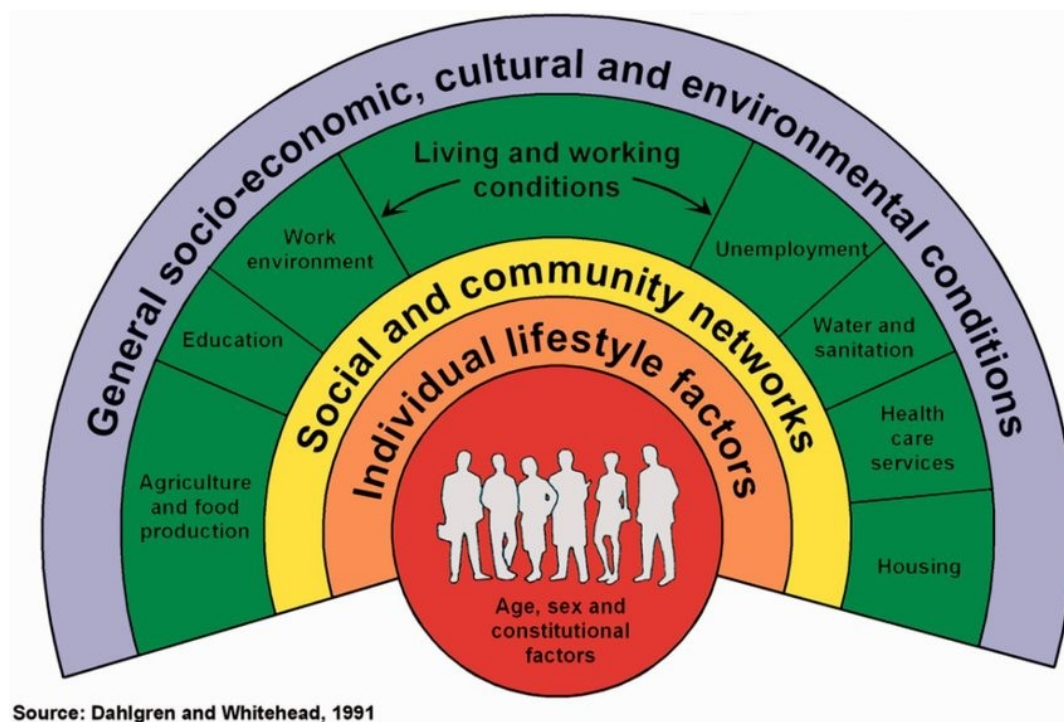 General socio-economic, cultural and environmental conditions
Living and working
conditions
Work
environment
Unemployment
Education
Water and
sanitation
Agriculture
and food
production
Health
care
services
Housing
Social and community networks
Individual lifestyle factors
Age, sex and
constitutional
factors
Source: Dahlgren and Whitehead, 1991